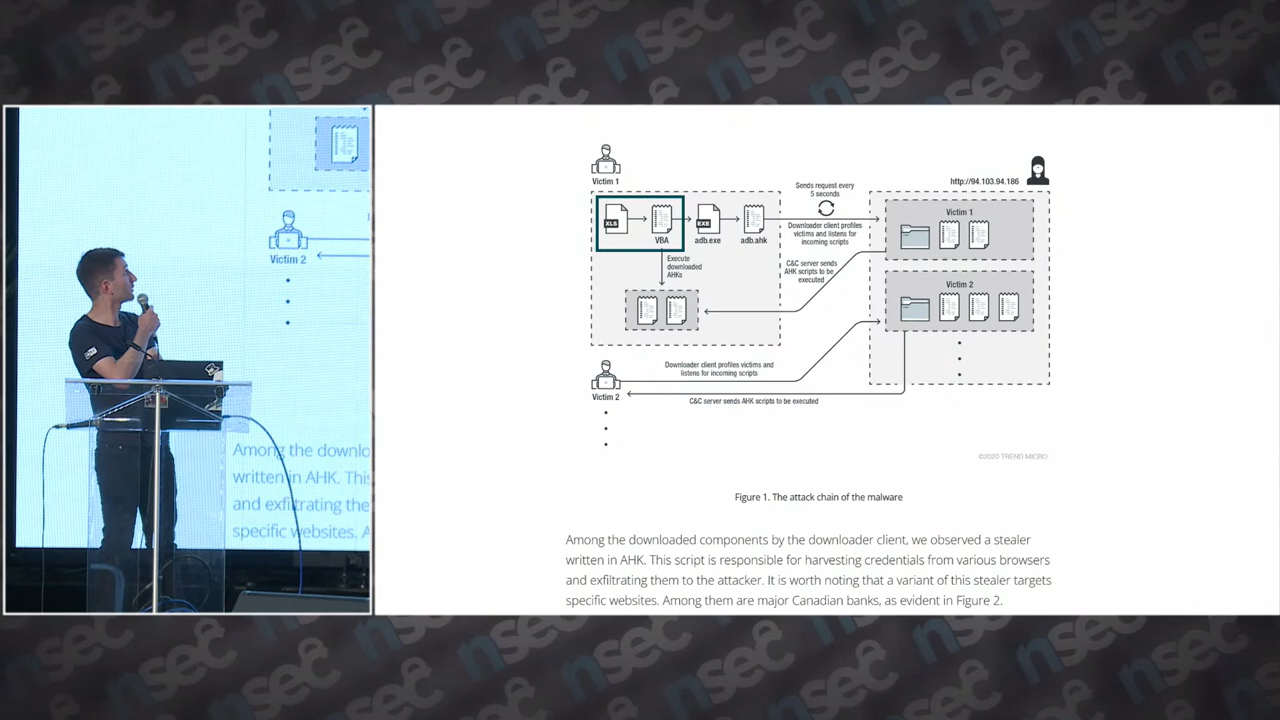 nsec
Victim 2
Among the downlo
written in AHK. This
and exfiltrating the
specific websites. A
Victim 1
http://94.103.94.186
Sends request every
5 seconds
XLS
VBA
EXE
adb.exe
adb.ahk
Downloader client profiles
victims and listens for
incoming scripts
Victim 1
Execute
downloaded
AHKs
C&C server sends
AHK scripts to be
executed
Victim 2
Downloader client profiles victims and
listens for incoming scripts
Victim 2
C&C server sends AHK scripts to be executed
©2020 TREND MICRO
Figure 1. The attack chain of the malware
Among the downloaded components by the downloader client, we observed a stealer
written in AHK. This script is responsible for harvesting credentials from various browsers
and exfiltrating them to the attacker. It is worth noting that a variant of this stealer targets
specific websites. Among them are major Canadian banks, as evident in Figure 2.
nsec